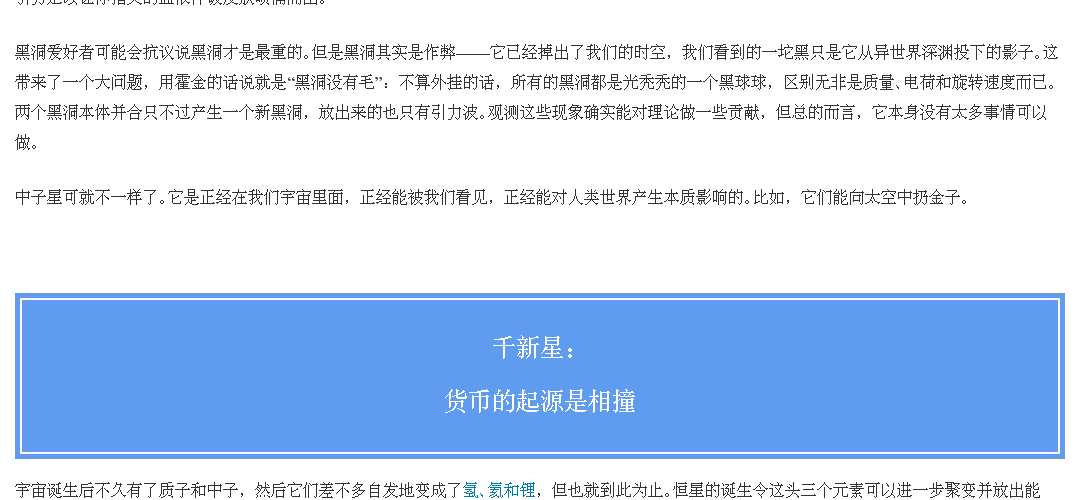 黑洞爱好者可能会抗议说黑洞才是最重的。但是黑洞其实是作弊——它已经掉出了我们的时空，我们看到的一坨黑只是它从异世界深渊投下的影子。这
带来了一个大问题，用霍金的话说就是“黑洞没有毛”：不算外挂的话，所有的黑洞都是光秃秃的一个黑球球，区别无非是质量、电荷和旋转速度而已。
两个黑洞本体并合只不过产生一个新黑洞，放出来的也只有引力波。观测这些现象确实能对理论做一些贡献，但总的而言，它本身没有太多事情可以
做。
中子星可就不一样了。它是正经在我们宇宙里面，正经能被我们看见，正经能对人类世界产生本质影响的。比如，它们能向太空中扔金子。
千新星：
货币的起源是相撞
宇宙诞生后不久有了质子和中子，然后它们差不多自发地变成了氢、氦和锂，但也就到此为止。恒星的诞生令这头三个元素可以进一步聚变并放出能